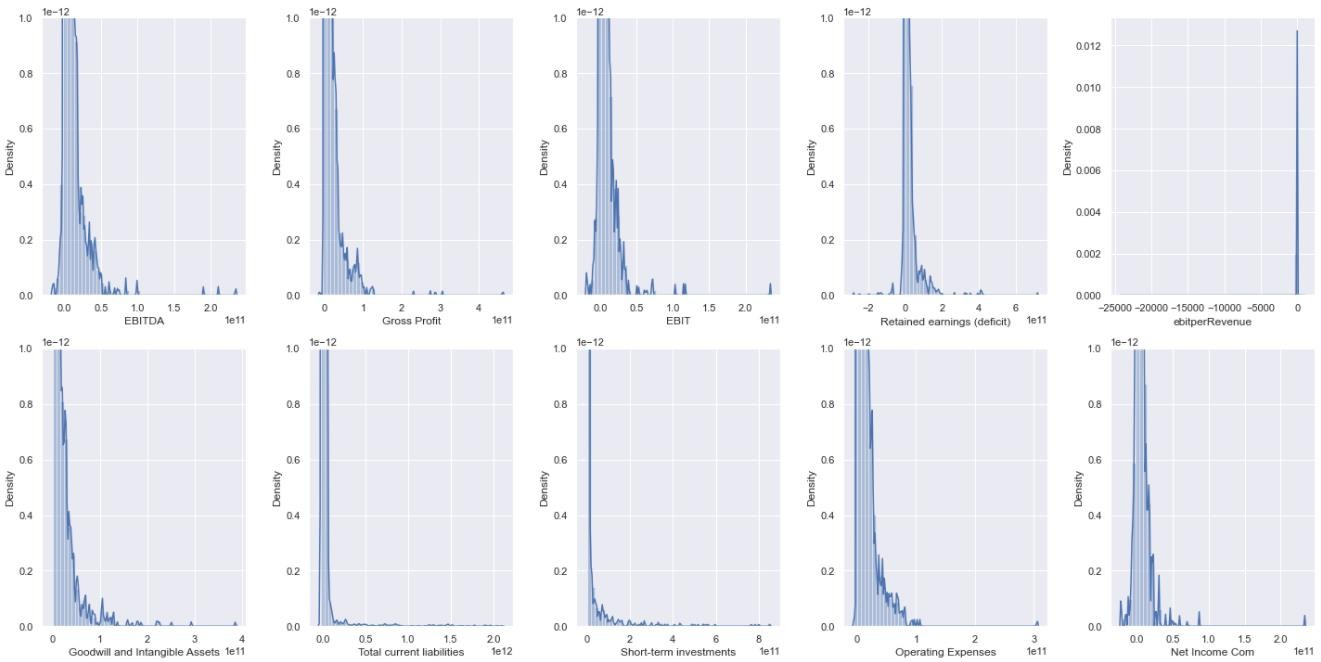 1e−12 1e−12 1e−12 1e−12
1.0 1.0 1.0 1.0
0.8 0.8 0.8 0.8 0.012
0.6 0.6 0.6 0.6 0.010
0.4 0.4 0.4 0.4 0.008
0.2 0.2 0.2 0.2 0.006
0.0 0.0 0.0 0.0 0.004
0.002
0.000
Density Density Density Density Density
0.0 0.5 1.0 1.5 2.0 0 2 4 0.0 0.5 1.0 1.5 2.0 −2 0 2 4 6 −25000 −20000 −15000 −10000 −5000 0
EBITDA 1e11 Gross Profit 1e11 EBIT 1e11 Retained earnings (deficit) 1e11 ebitperRevenue
1e−12 1e−12 1e−12 1e−12 1e−12
1.0 1.0 1.0 1.0 1.0
0.8 0.8 0.8 0.8 0.8
0.6 0.6 0.6 0.6 0.6
0.4 0.4 0.4 0.4 0.4
0.2 0.2 0.2 0.2 0.2
0.0 0.0 0.0 0.0 0.0
Density Density Density Density Density
0 1 2 3 4 0.0 0.5 1.0 1.5 2.0 0 2 4 6 8 0 1 2 3 0.0 0.5 1.0 1.5 2.0
Goodwill and Intangible Assets 1e11 Total current liabilities 1e12 Short-term investments 1e11 Operating Expenses 1e11 Net Income Com 1e11